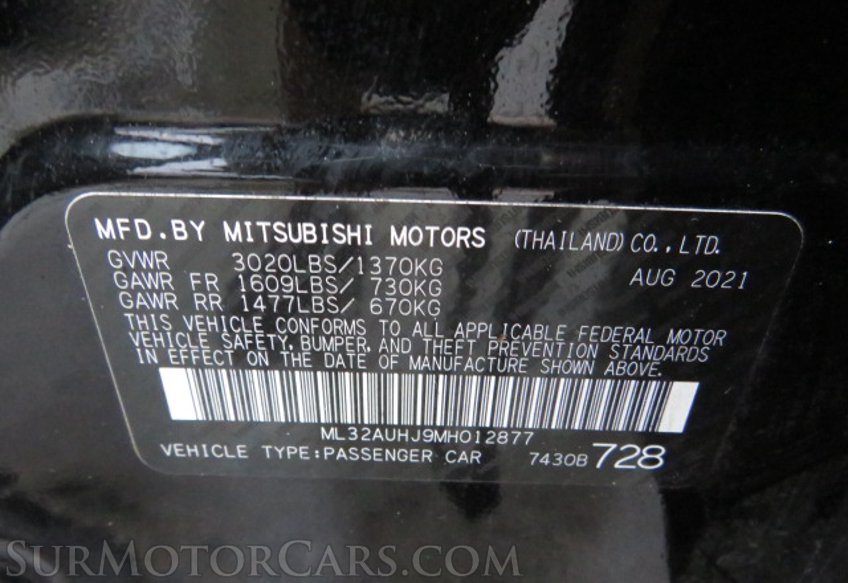 MFD.BY MITSUBISHI MOTORS (THAILAND) CO.,LTD.
GVWR 3020LBS/1370KG AUG 2021
GAWR FR 1609LBS/ 730KG
GAWR RR 1477LBS/ 670KG
THIS VEHICLE CONFORMS TO ALL APPLICABLE FEDERAL MOTOR
VEHICLE SAFETY, BUMPER, AND THEFT PREVENTION STANDARDS
IN EFFECT ON THE DATE OF MANUFACTURE SHOWN ABOVE.
ML32AUHJ9MH012877
VEHICLE TYPE:PASSENGER CAR 7430B 728
SurMotorCars.com